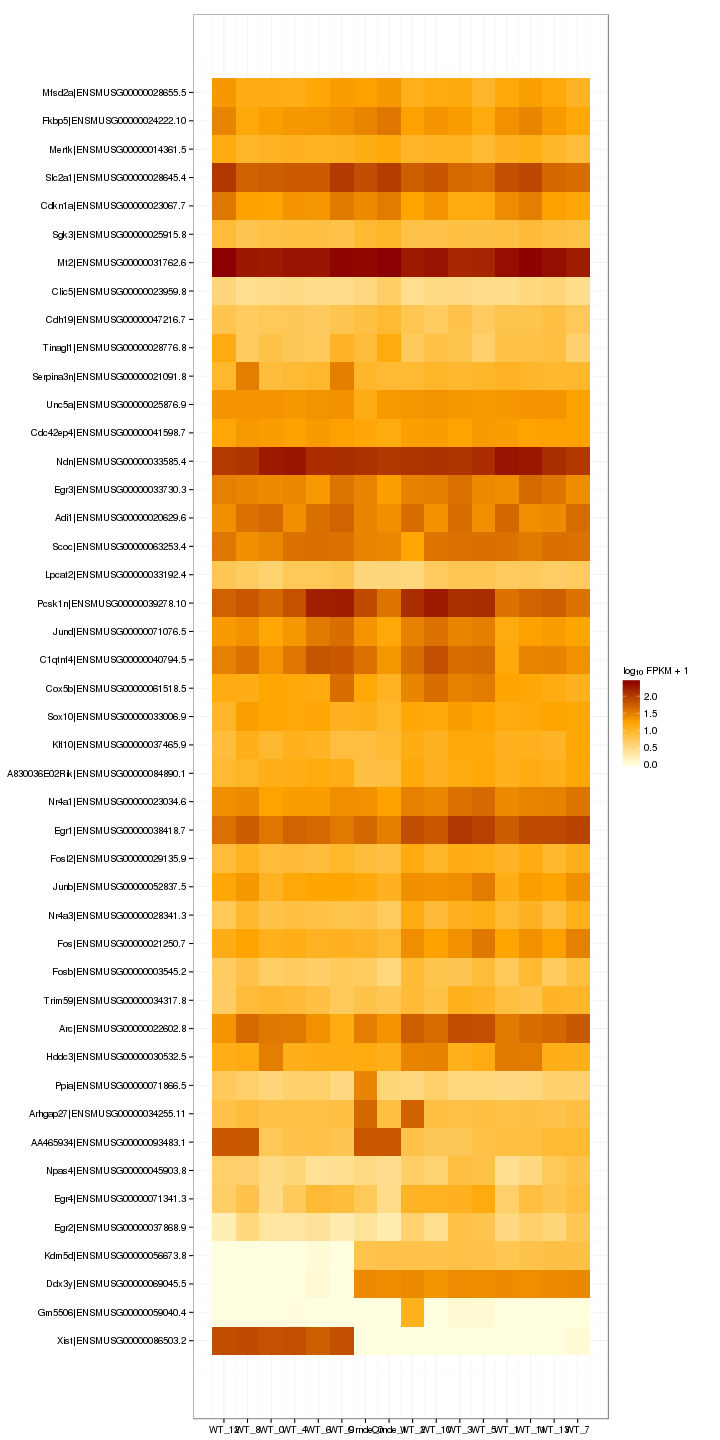 Mfsd2a|ENSMUSG00000028655.5
Fkbp5|ENSMUSG00000024222.10
Mertk|ENSMUSG00000014361.5
Slc2a1|ENSMUSG00000028645.4
Cdkn1a|ENSMUSG00000023067.7
Sgk3|ENSMUSG00000025915.8
Mt2|ENSMUSG00000031762.6
Clic5|ENSMUSG00000023959.8
Cdh19|ENSMUSG00000047216.7
Tinagl1|ENSMUSG00000028776.8
Serpina3n|ENSMUSG00000021091.8
Unc5a|ENSMUSG00000025876.9
Cdc42ep4|ENSMUSG00000041598.7
Ndn|ENSMUSG00000033585.4
Egr3|ENSMUSG00000033730.3
Adi1|ENSMUSG00000020629.6
Scoc|ENSMUSG00000063253.4
Lpcat2|ENSMUSG00000033192.4
Pcsk1n|ENSMUSG00000039278.10
Jund|ENSMUSG00000071076.5
C1qtnf4|ENSMUSG00000040794.5
Cox5b|ENSMUSG00000061518.5
Sox10|ENSMUSG00000033006.9
Klf10|ENSMUSG00000037465.9
A830036E02Rik|ENSMUSG00000084890.1
Nr4a1|ENSMUSG00000023034.6
Egr1|ENSMUSG00000038418.7
Fosl2|ENSMUSG00000029135.9
Junb|ENSMUSG00000052837.5
Nr4a3|ENSMUSG00000028341.3
Fos|ENSMUSG00000021250.7
Fosb|ENSMUSG00000003545.2
Trim59|ENSMUSG00000034317.8
Arc|ENSMUSG00000022602.8
Hddc3|ENSMUSG00000030532.5
Ppia|ENSMUSG00000071866.5
Arhgap27|ENSMUSG00000034255.11
AA465934|ENSMUSG00000093483.1
Npas4|ENSMUSG00000045903.8
Egr4|ENSMUSG00000071341.3
Egr2|ENSMUSG00000037868.9
Kdm5d|ENSMUSG00000056673.8
Ddx3y|ENSMUSG00000069045.5
Gm5506|ENSMUSG00000059040.4
Xist|ENSMUSG00000086503.2
log10 FPKM + 1
2.0
1.5
1.0
0.5
0.0
WT_8 WT_4 WT_2 WT_10 WT_3 WT_5 WT_7